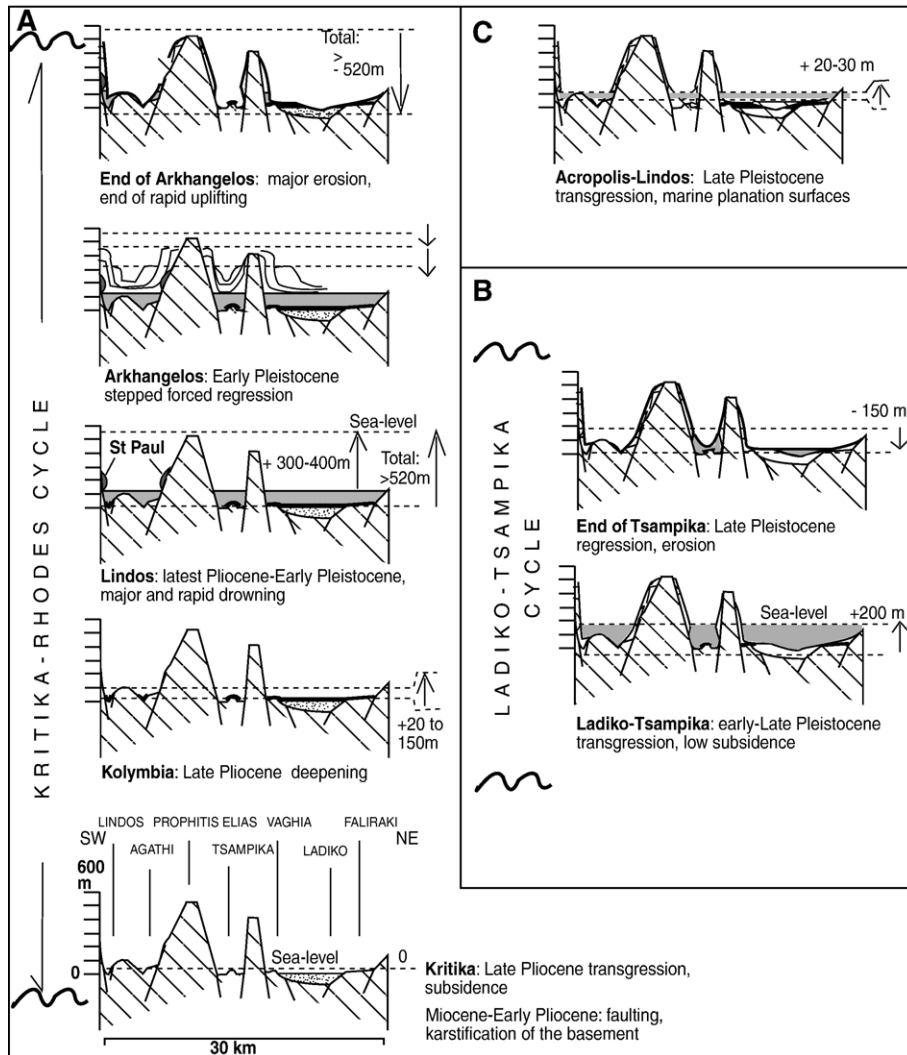 A
Total:
>
- 520m
End of Arkhangelos: major erosion,
end of rapid uplifting
Arkhangelos: Early Pleistocene
stepped forced regression
Sea-level
St Paul
+ 300-400m
Total:
>520m
Lindos: latest Pliocene-Early Pleistocene,
major and rapid drowning
+20 to
150m
Kolymbia: Late Pliocene deepening
LINDOS PROPHITIS ELIAS VAGHIA FALIRAKI
SW NE
AGATHI TSAMPIKA LADIKO
600
m
Sea-level
0
0
30 km
Kritika: Late Pliocene transgression,
subsidence
Miocene-Early Pliocene: faulting,
karstification of the basement
KRITIKA-RHODES CYCLE
C
+ 20-30 m
Acropolis-Lindos: Late Pleistocene
transgression, marine planation surfaces
B
- 150 m
End of Tsampika: Late Pleistocene
regression, erosion
Sea-level
+200 m
Ladiko-Tsampika: early-Late Pleistocene
transgression, low subsidence
LADIKO-TSAMPIKA
CYCLE